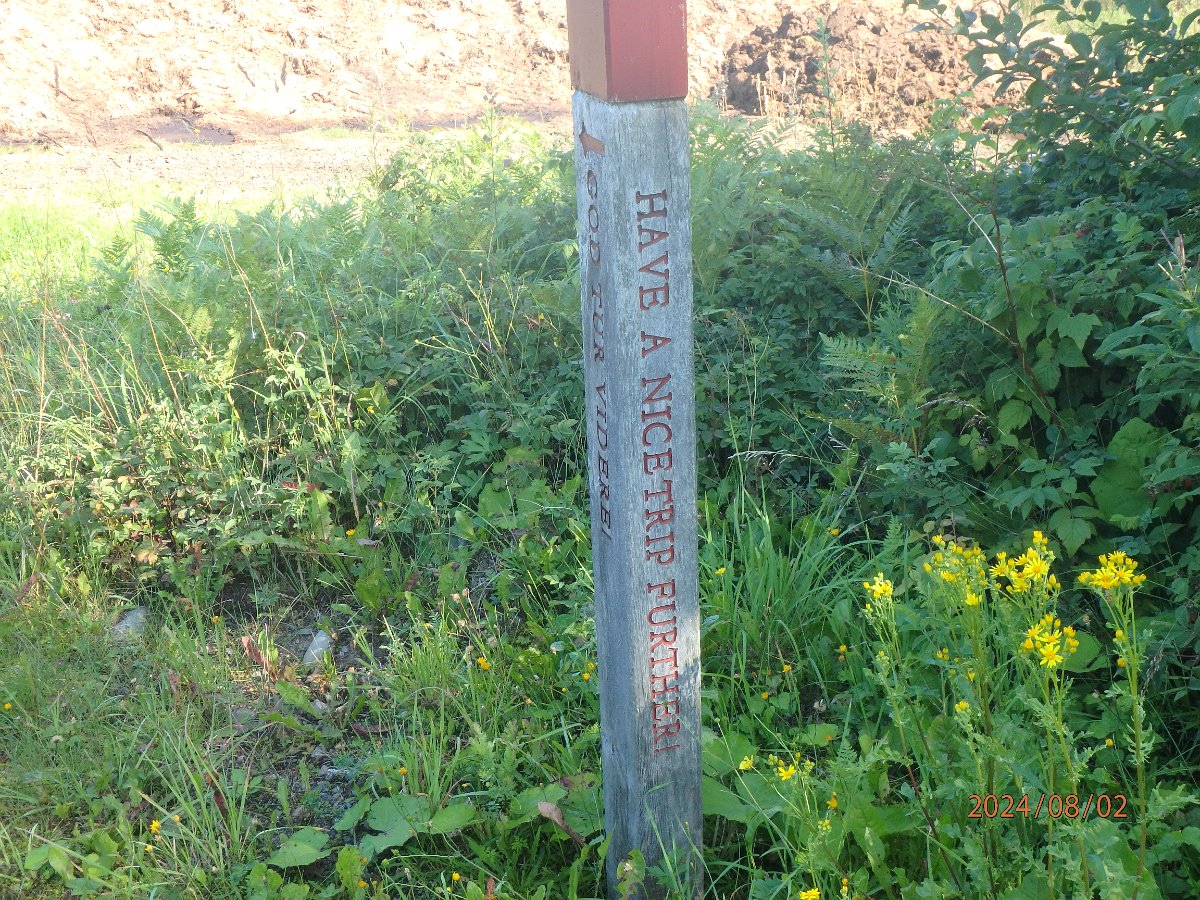 GOD TUR VIDERE!
HAVE A NICE TRIP FURTHER!
2024/08/02